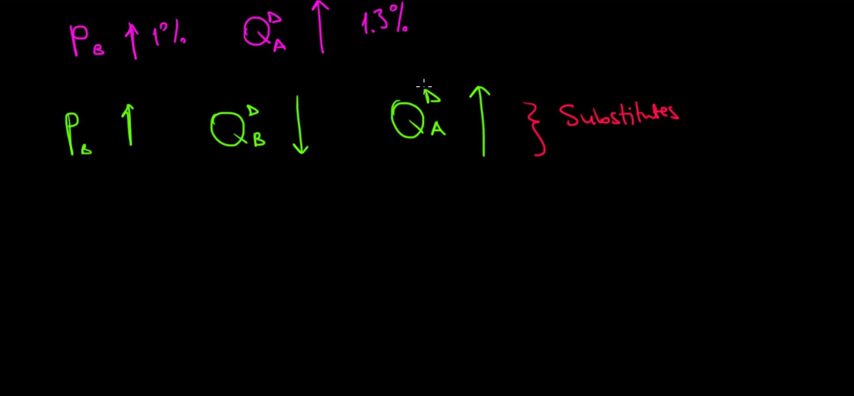 P_B ↑ 1% Q^D_A ↑ 1.3%
P_B ↑ Q^D_B ↓ Q^D_A ↑ } Substitutes